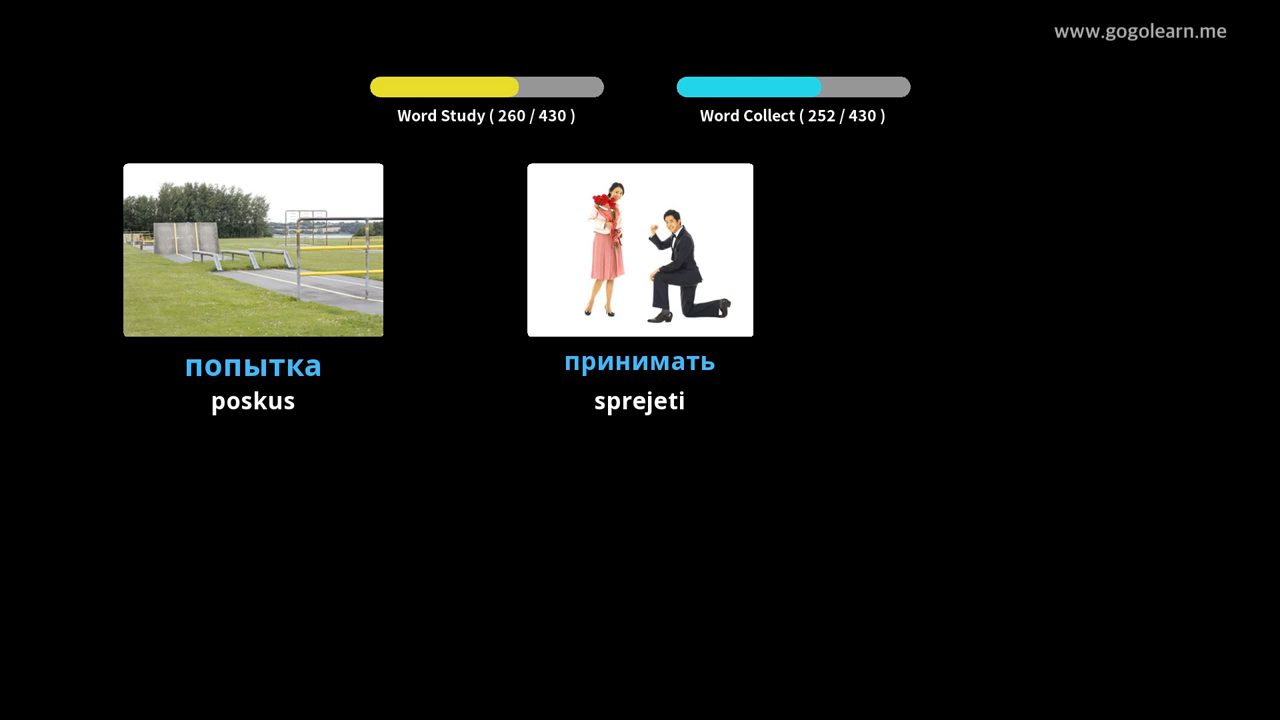 www.gogolearn.me
Word Study ( 260 / 430 )
Word Collect ( 252 / 430 )
попытка
poskus
принимать
sprejeti